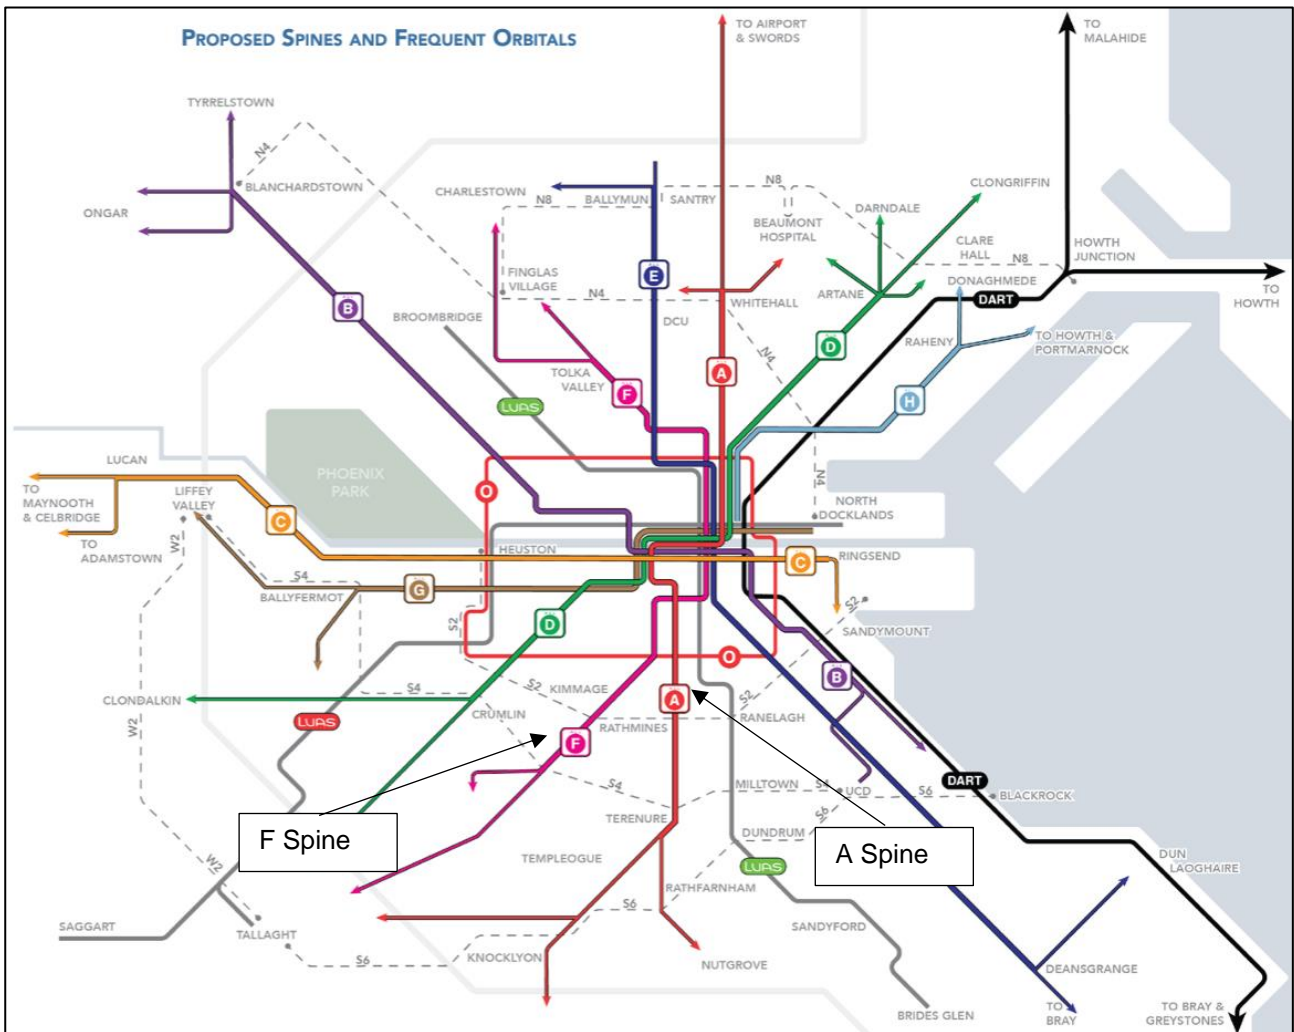 PROPOSED SPINES AND FREQUENT ORBITALS
TO AIRPORT
& SWORDS
TO
MALAHIDE
TYRRELSTOWN
N4
BLANCHARDSTOWN
ONGAR
CHARLESTOWN
N8
BALLYMUN
SANTRY
N8
BEAUMONT
HOSPITAL
DARNDALE
CLONGRIFFIN
CLARE
HALL
N8
HOWTH
JUNCTION
TO
HOWTH
DONAGHMEDE
DART
E
FINGLAS
VILLAGE
N4
DCU
WHITEHALL
ARTANE
B
BROOMBRIDGE
D
RAHENY
TO HOWTH &
PORTMARNOCK
N4
TOLKA
VALLEY
F
A
H
LUAS
LUCAN
PHOENIX
PARK
O
N4
TO
MAYNOOTH
& CELBRIDGE
LIFFEY
VALLEY
C
NORTH
DOCKLANDS
TO
ADAMSTOWN
W2
HEUSTON
C
RINGSEND
S4
BALLYFERMOT
G
S2
D
S2
SANDYMOUNT
O
B
CLONDALKIN
S4
S2
KIMMAGE
A
S2
W2
CRUMLIN
RATHMINES
RANELAGH
LUAS
F
S4
MILLTOWN
S4
UCD
S6
DART
BLACKROCK
F Spine
TERENURE
S6
DUNDRUM
A Spine
W2
TEMPLEOGUE
LUAS
DUN
LAOGHAIRE
RATHFARNHAM
S6
SAGGART
TALLAGHT
SANDYFORD
S6
KNOCKLYON
NUTGROVE
DEANSGRANGE
BRIDES GLEN
TO
BRAY
TO BRAY &
GREYSTONES